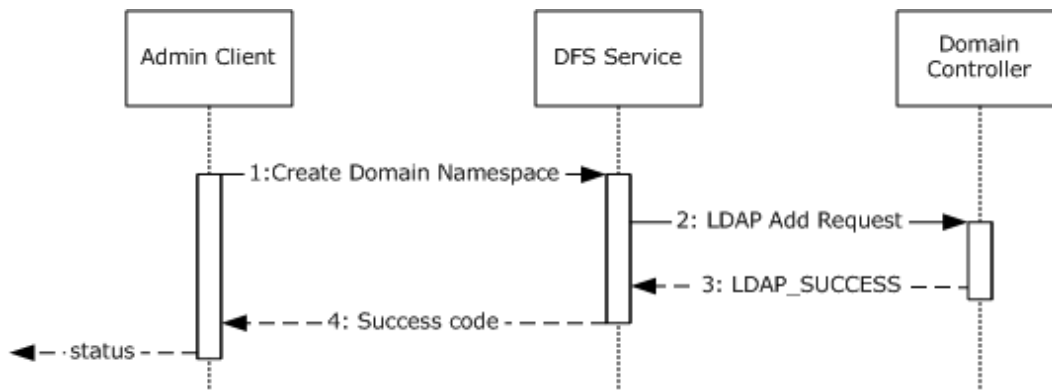 Admin Client
DFS Service
Domain
Controller
1:Create Domain Namespace
2: LDAP Add Request
3: LDAP_SUCCESS
4: Success code
status